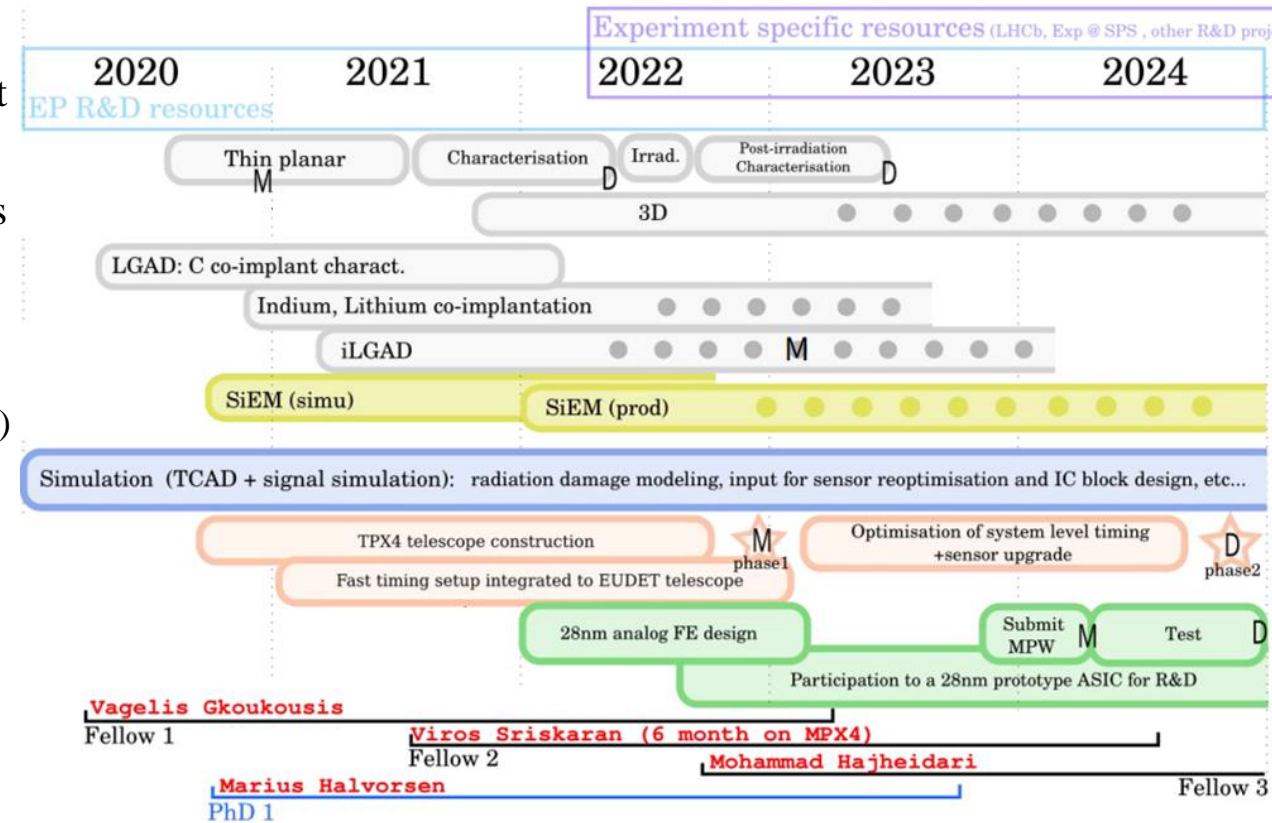 Experiment specific resources (LHCb, Exp @ SPS , other R&D proj
2020 2021 2022 2023 2024
t
EP R&D resources
Thin planar
M
Characterisation
D
Irrad.
Post-irradiation
Characterisation
D
s
3D
LGAD: C co-implant charact.
Indium, Lithium co-implantation
iLGAD
M
SiEM (simu)
SiEM (prod)
)
Simulation (TCAD + signal simulation): radiation damage modeling, input for sensor reoptimisation and IC block design, etc...
TPX4 telescope construction
M
phase1
Optimisation of system level timing
+sensor upgrade
D
phase2
Fast timing setup integrated to EUDET telescope
28nm analog FE design
Submit
MPW
M
Test
D
Participation to a 28nm prototype ASIC for R&D
Vagelis Gkoukousis
Fellow 1
Viros Sriskaran (6 month on MPX4)
Fellow 2
Mohammad Hajheidari
Fellow 3
Marius Halvorsen
PhD 1